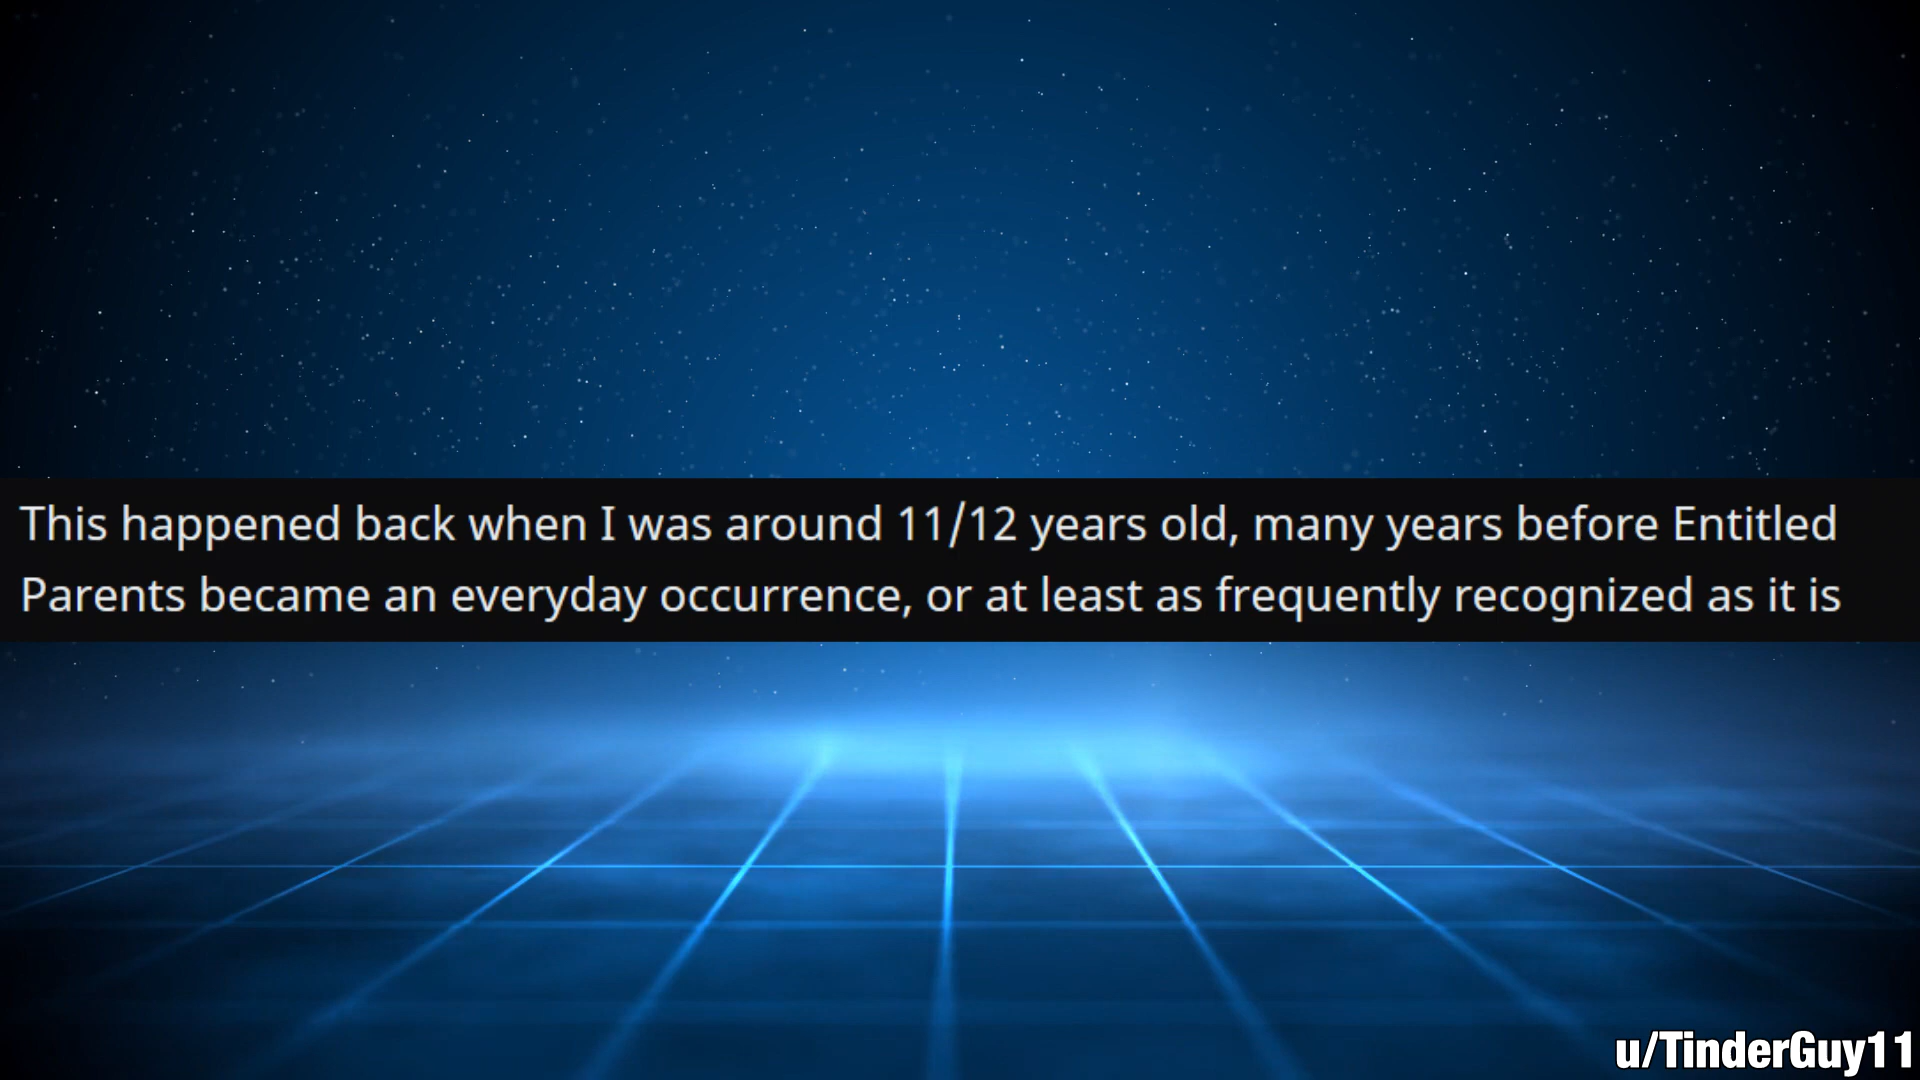 This happened back when I was around 11/12 years old, many years before Entitled
Parents became an everyday occurrence, or at least as frequently recognized as it is
u/TinderGuy11